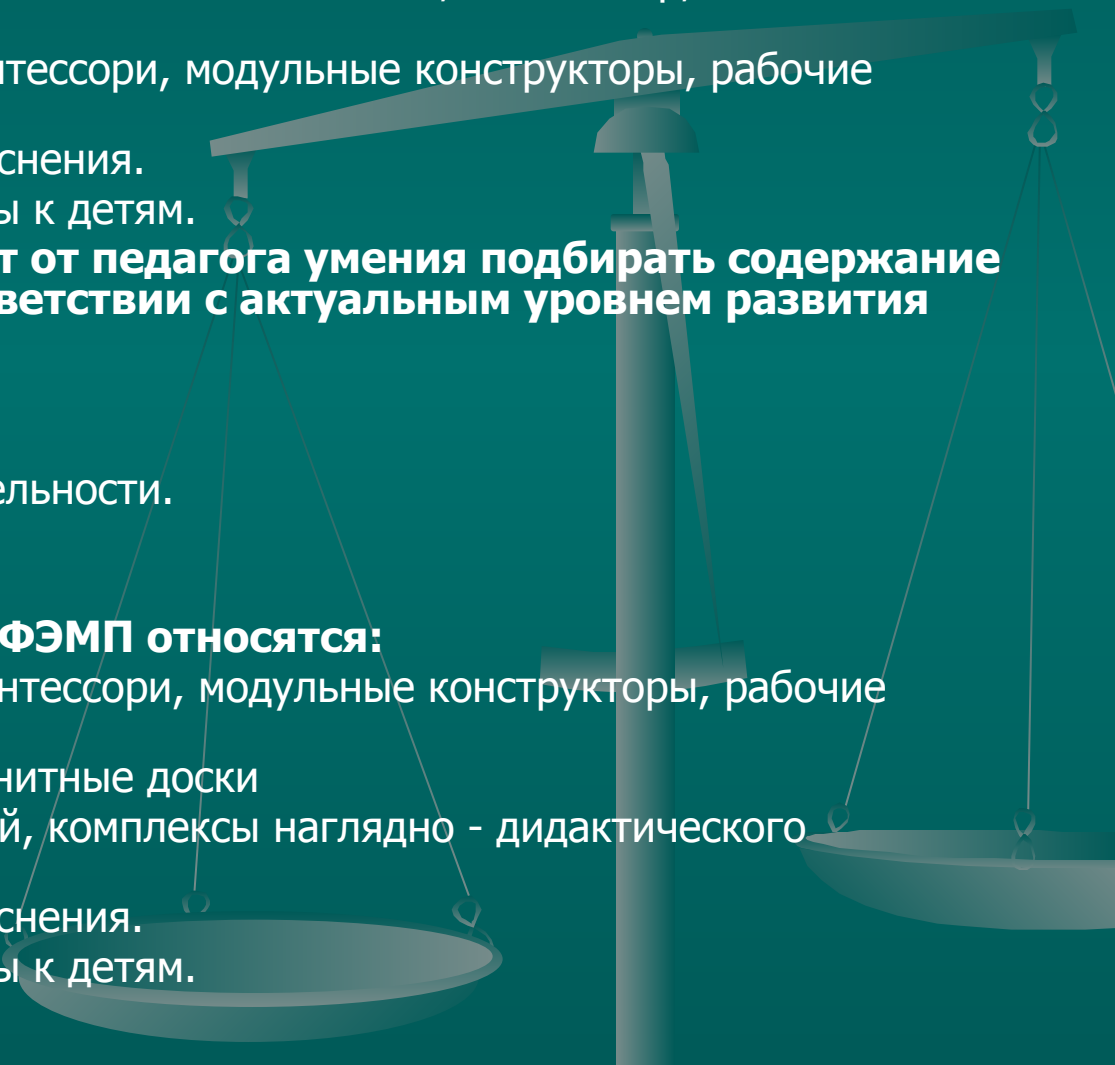 нтессори, модульные конструкторы, рабочие
снения.
ы к детям.
т от педагога умения подбирать содержание
ветствии с актуальным уровнем развития
ельности.
ФЭМП относятся:
нтессори, модульные конструкторы, рабочие
нитные доски
й, комплексы наглядно - дидактического
снения.
ы к детям.